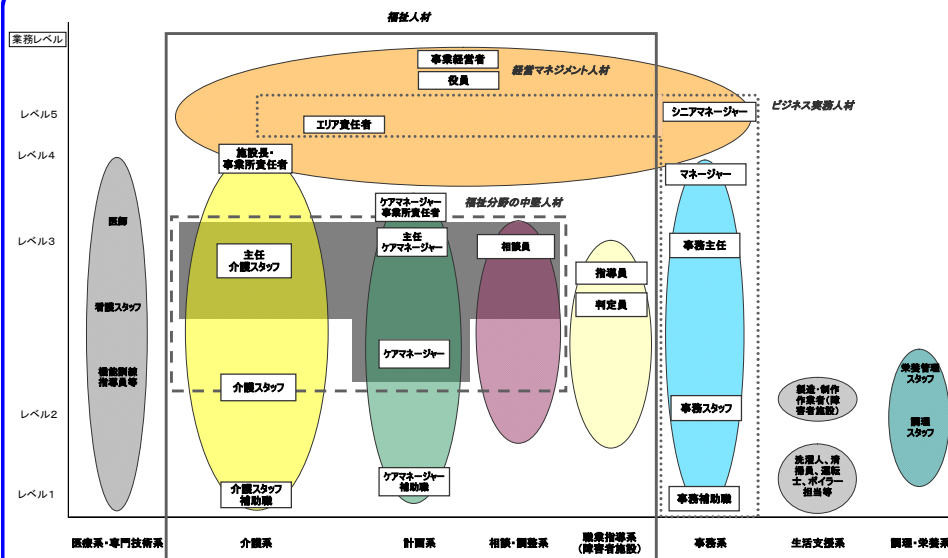 福祉人材
業務レベル
事業経営者
経営マネジメント人材
役員
ビジネス実務人材
レベル5
シニアマネージャー
エリア責任者
レベル4
施設長・
事業所責任者
マネージャー
ケアマネージャー
事業所責任者
福祉分野の中堅人材
医師
レベル3
主任
ケアマネージャー
相談員
事務主任
主任
介護スタッフ
指導員
判定員
看護スタッフ
ケアマネージャー
機能訓練
指導員等
介護スタッフ
栄養管理
スタッフ
製造・制作
作業者(障
害者施設)
レベル2
事務スタッフ
調理
スタッフ
洗濯人、清
掃員、運転
士、ボイラー
担当等
ケアマネージャー
補助職
レベル1
介護スタッフ
補助職
事務補助職
医療系・専門技術系
介護系
計画系
相談・調整系
職業指導系
(障害者施設)
事務系
生活支援系
調理・栄養系